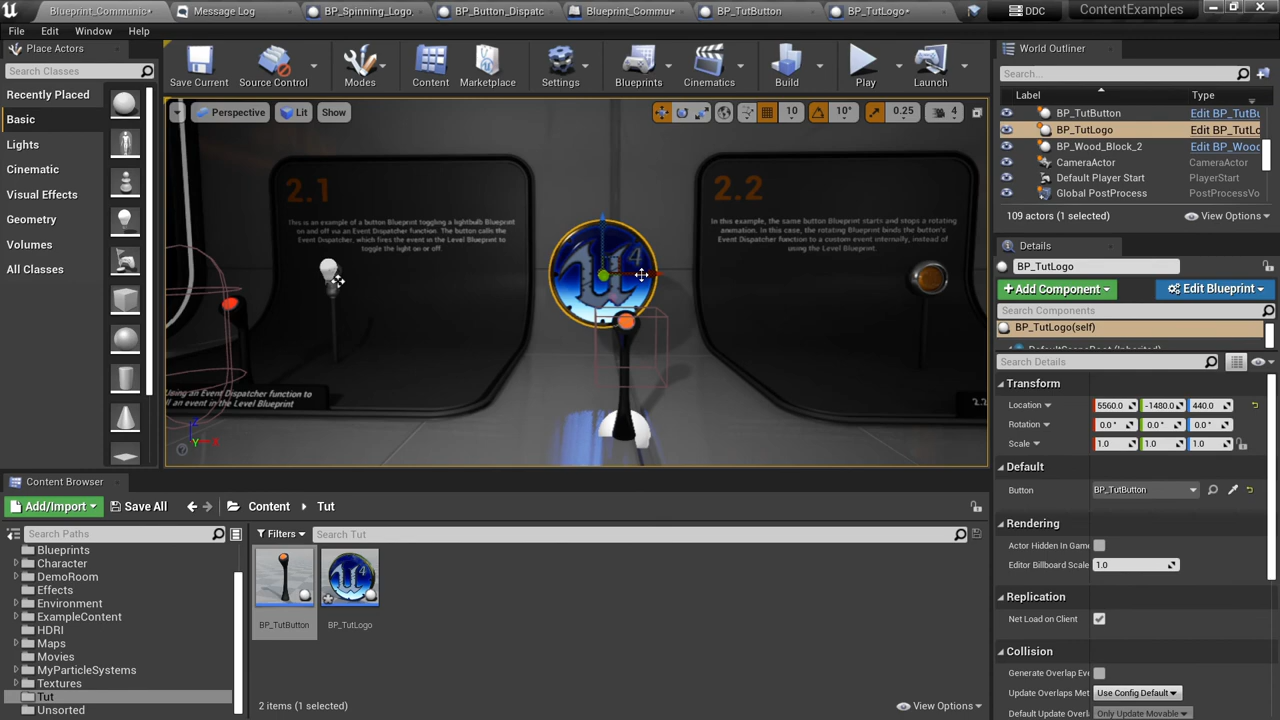 Blueprint_Communic•
Message Log
BP_Spinning_Logo.
BP_Button_Dispatc
Blueprint_Commu•
BP_TutButton
BP_TutLogo•
DDC
ContentExamples
File Edit Window Help
Place Actors
Search Classes
Recently Placed
Basic
Lights
Cinematic
Visual Effects
Geometry
Volumes
All Classes
Save Current
Source Control
Modes
Content
Marketplace
Settings
Blueprints
Cinematics
Build
Play
Launch
Perspective
Lit
Show
10
10°
0.25
4
2.1
This is an example of a button Blueprint toggling a lightbulb Blueprint
on and off via an Event Dispatcher function. The button calls the
Event Dispatcher, which fires the event in the Level Blueprint to
toggle the light on or off.
Using an Event Dispatcher function to
an event in the Level Blueprint
4
2.2
In this example, the same button Blueprint starts and stops a rotating
animation. In this case, the rotating Blueprint binds the button's
Event Dispatcher to a custom event internally, instead of
using the Level Blueprint.
2.2
Z
Y
X
World Outliner
Search...
Label
Type
BP_TutButton Edit BP_TutBu
BP_TutLogo Edit BP_TutLo
BP_Wood_Block_2 Edit BP_Wood
CameraActor CameraActor
Default Player Start PlayerStart
Global PostProcess PostProcessVo
109 actors (1 selected)
View Options
Details
BP_TutLogo
Add Component
Edit Blueprint
Search Components
BP_TutLogo(self)
DefaultSceneRoot (Inherited)
Search Details
Transform
Location 5560.0 -1480.0 440.0
Rotation 0.0° 0.0° 0.0°
Scale 1.0 1.0 1.0
Default
Button BP_TutButton
Rendering
Actor Hidden In Game
Editor Billboard Scale 1.0
Replication
Net Load on Client
Collision
Generate Overlap Eve
Update Overlaps Met Use Config Default
Default Update Overla Only Update Movable
Content Browser
Add/Import
Save All
Content
Tut
Search Paths
Filters
Search Tut
Blueprints
Character
DemoRoom
Effects
Environment
ExampleContent
HDRI
Maps
Movies
MyParticleSystems
Textures
Tut
Unsorted
BP_TutButton
BP_TutLogo
2 items (1 selected)
View Options